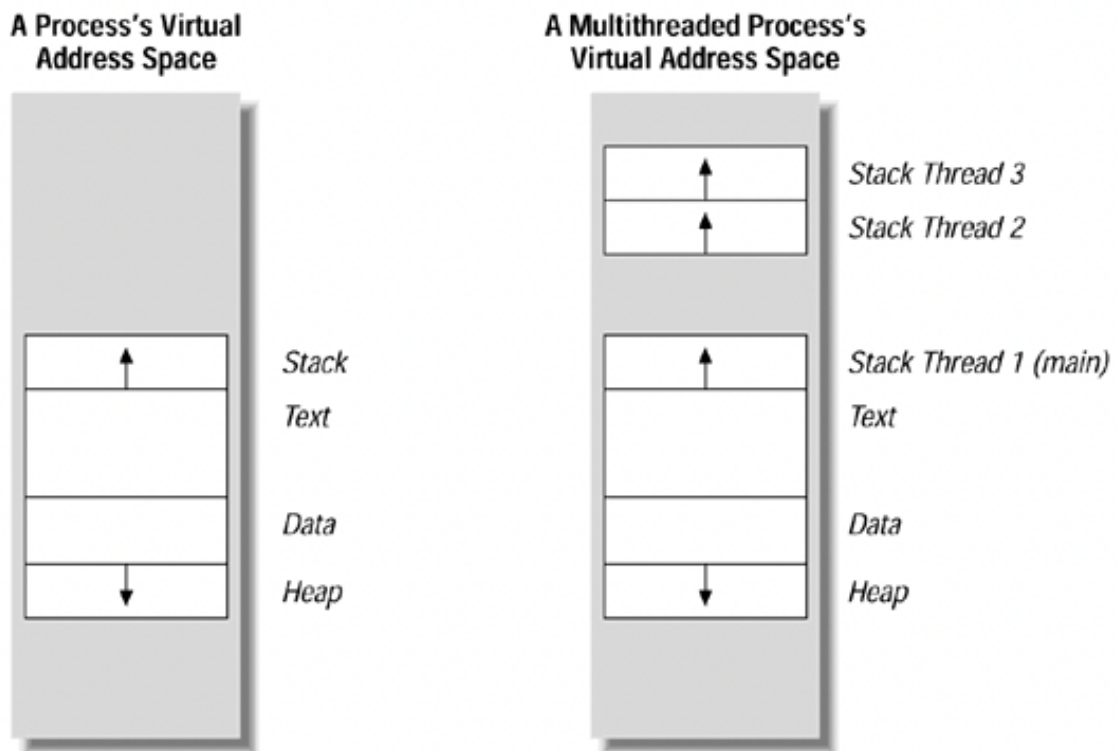 A Process's Virtual
Address Space
Stack
Text
Data
Heap
A Multithreaded Process's
Virtual Address Space
Stack Thread 3
Stack Thread 2
Stack Thread 1 (main)
Text
Data
Heap